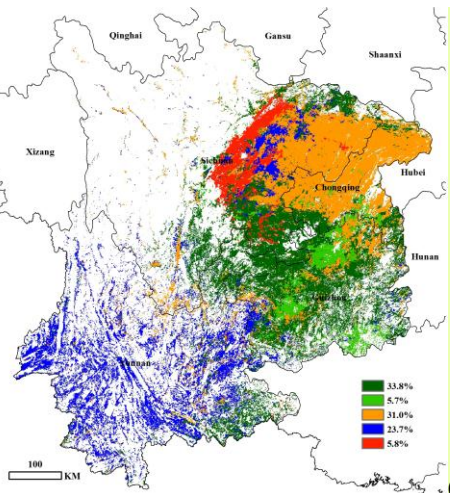 Qinghai
Gansu
Shaanxi
Xizang
Sichuan
Chongqing
Hubei
Hunan
Guizhou
Yunnan
33.8%
5.7%
31.0%
23.7%
5.8%
100
KM